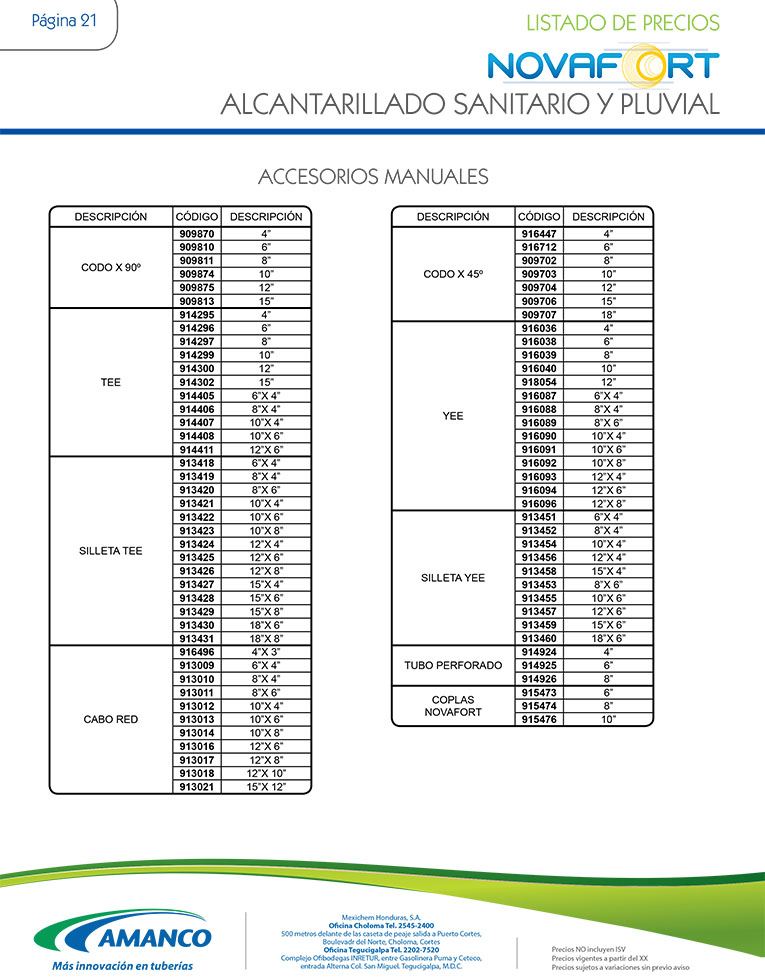 Página 21
LISTADO DE PRECIOS
NOVAFORT
ALCANTARILLADO SANITARIO Y PLUVIAL
ACCESORIOS MANUALES
DESCRIPCIÓN CÓDIGO DESCRIPCIÓN
CODO X 90º
909870 4"
909810 6"
909811 8"
909874 10"
909875 12"
909813 15"
TEE
914295 4"
914296 6"
914297 8"
914299 10"
914300 12"
914302 15"
914405 6"X 4"
914406 8"X 4"
914407 10"X 4"
914408 10"X 6"
914411 12"X 6"
SILLETA TEE
913418 6"X 4"
913419 8"X 4"
913420 8"X 6"
913421 10"X 4"
913422 10"X 6"
913423 10"X 8"
913424 12"X 4"
913425 12"X 6"
913426 12"X 8"
913427 15"X 4"
913428 15"X 6"
913429 15"X 8"
913430 18"X 6"
913431 18"X 8"
CABO RED
916496 4"X 3"
913009 6"X 4"
913010 8"X 4"
913011 8"X 6"
913012 10"X 4"
913013 10"X 6"
913014 10"X 8"
913016 12"X 6"
913017 12"X 8"
913018 12"X 10"
913021 15"X 12"
DESCRIPCIÓN CÓDIGO DESCRIPCIÓN
CODO X 45º
916447 4"
916712 6"
909702 8"
909703 10"
909704 12"
909706 15"
909707 18"
YEE
916036 4"
916038 6"
916039 8"
916040 10"
918054 12"
916087 6"X 4"
916088 8"X 4"
916089 8"X 6"
916090 10"X 4"
916091 10"X 6"
916092 10"X 8"
916093 12"X 4"
916094 12"X 6"
916096 12"X 8"
SILLETA YEE
913451 6"X 4"
913452 8"X 4"
913454 10"X 4"
913456 12"X 4"
913458 15"X 4"
913453 8"X 6"
913455 10"X 6"
913457 12"X 6"
913459 15"X 6"
913460 18"X 6"
TUBO PERFORADO
914924 4"
914925 6"
914926 8"
COPLAS
NOVAFORT
915473 6"
915474 8"
915476 10"
AMANCO
Más innovación en tuberías
Mexichem Honduras, S.A.
Oficina Choloma Tel. 2545-2400
500 metros delante de las caseta de peaje salida a Puerto Cortes,
Boulevadr del Norte, Choloma, Cortes
Oficina Tegucigalpa Tel. 2202-7520
Complejo Ofibodegas INRETUR, entre Gasolinera Puma y Ceteco,
entrada Alterna Col. San Miguel. Tegucigalpa, M.D.C.
Precios NO incluyen ISV
Precios vigentes a partir del XX
Precios sujetos a variaciones sin previo aviso